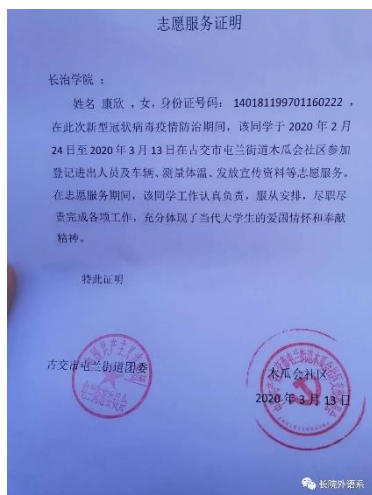 志愿服务证明
长治学院 ：
姓名 康欣 ，女，身份证号码： 140181199701160222 ，
在此次新型冠状病毒疫情防治期间，该同学于 2020 年 2 月
24 日至 2020 年 3 月 13 日在古交市屯兰街道木瓜会社区参加
登记进出人员及车辆、测量体温、发放宣传资料等志愿服务。
在志愿服务期间，该同学工作认真负责，服从安排，尽职尽
责完成各项工作，充分体现了当代大学生的爱国情怀和奉献
精神。
特此证明
古交市屯兰街道团委
木瓜会社区
2020 年 3 月 13 日
长院外语系